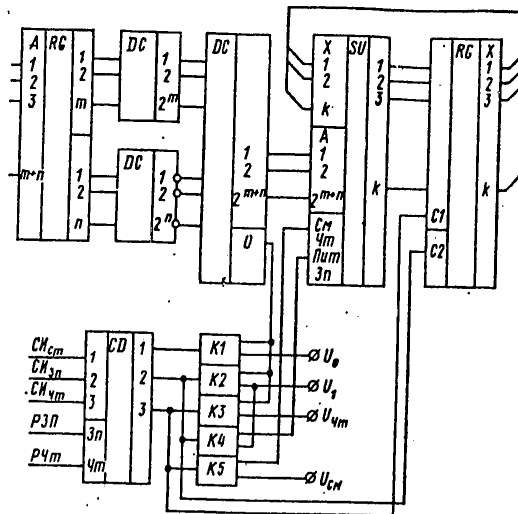 A RG
1
2
3
m+n
1
2
m
1
2
n
DC
1
2
2^m
DC
1
2
2^n
DC
1
2
2^m+n
0
X SU
1
2
k
A
1
2
2^m+n
См
Чт
Пит
Зп
1
2
3
k
RG X
1
2
3
k
C1
C2
СИст
СИзп
СИчт
РЗП
РЧт
CD
1
2
3
Зп
Чт
1
2
3
K1
K2
K3
K4
K5
U₀
U₁
Uчт
Uсм